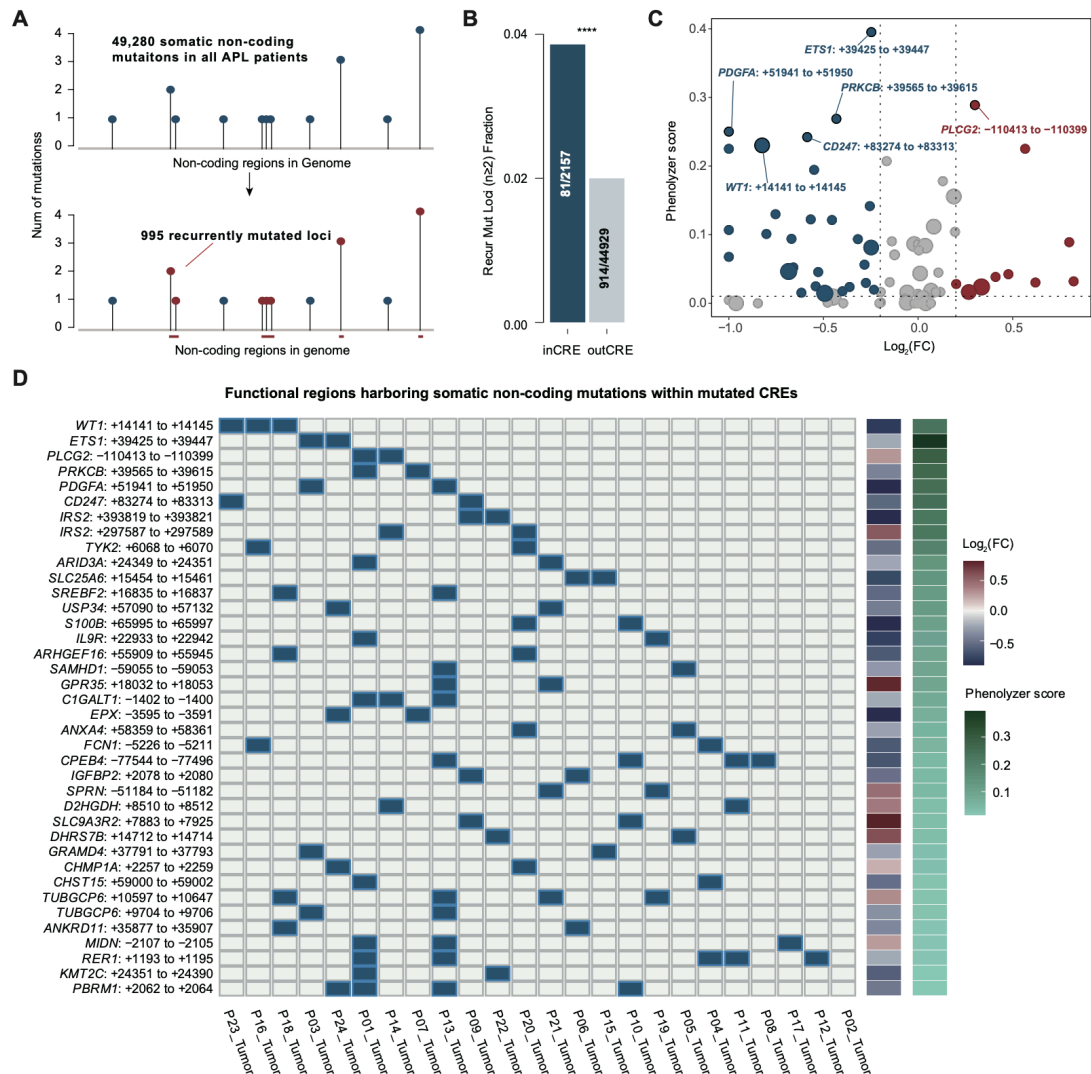 A
49,280 somatic non-coding
mutaitons in all APL patients
4
3
2
1
0
Non-coding regions in Genome
Num of mutationss
995 recurrently mutated loci
4
3
2
1
0
Non-coding regions in genome
B
Recur Mut Loci (n≥2) Fraction
0.04
0.02
0.00
****
81/2157
914/44929
inCRE
outCRE
C
Phenolyzer score
0.4
0.3
0.2
0.1
0.0
ETS1: +39425 to +39447
PDGFA: +51941 to +51950
PRKCB: +39565 to +39615
PLCG2: −110413 to −110399
CD247: +83274 to +83313
WT1: +14141 to +14145
−1.0
−0.5
0.0
0.5
Log2(FC)
D
Functional regions harboring somatic non-coding mutations within mutated CREs
WT1: +14141 to +14145
ETS1: +39425 to +39447
PLCG2: −110413 to −110399
PRKCB: +39565 to +39615
PDGFA: +51941 to +51950
CD247: +83274 to +83313
IRS2: +393819 to +393821
IRS2: +297587 to +297589
TYK2: +6068 to +6070
ARID3A: +24349 to +24351
SLC25A6: +15454 to +15461
SREBF2: +16835 to +16837
USP34: +57090 to +57132
S100B: +65995 to +65997
IL9R: +22933 to +22942
ARHGEF16: +55909 to +55945
SAMHD1: −59055 to −59053
GPR35: +18032 to +18053
C1GALT1: −1402 to −1400
EPX: −3595 to −3591
ANXA4: +58359 to +58361
FCN1: −5226 to −5211
CPEB4: −77544 to −77496
IGFBP2: +2078 to +2080
SPRN: −51184 to −51182
D2HGDH: +8510 to +8512
SLC9A3R2: +7883 to +7925
DHRS7B: +14712 to +14714
GRAMD4: +37791 to +37793
CHMP1A: +2257 to +2259
CHST15: +59000 to +59002
TUBGCP6: +10597 to +10647
TUBGCP6: +9704 to +9706
ANKRD11: +35877 to +35907
MIDN: −2107 to −2105
RER1: +1193 to +1195
KMT2C: +24351 to +24390
PBRM1: +2062 to +2064
P23_Tumor
P16_Tumor
P18_Tumor
P03_Tumor
P24_Tumor
P01_Tumor
P14_Tumor
P07_Tumor
P13_Tumor
P09_Tumor
P22_Tumor
P20_Tumor
P21_Tumor
P06_Tumor
P15_Tumor
P10_Tumor
P19_Tumor
P05_Tumor
P04_Tumor
P11_Tumor
P08_Tumor
P17_Tumor
P12_Tumor
P02_Tumor
Log2(FC)
0.5
0.0
−0.5
Phenolyzer score
0.3
0.2
0.1